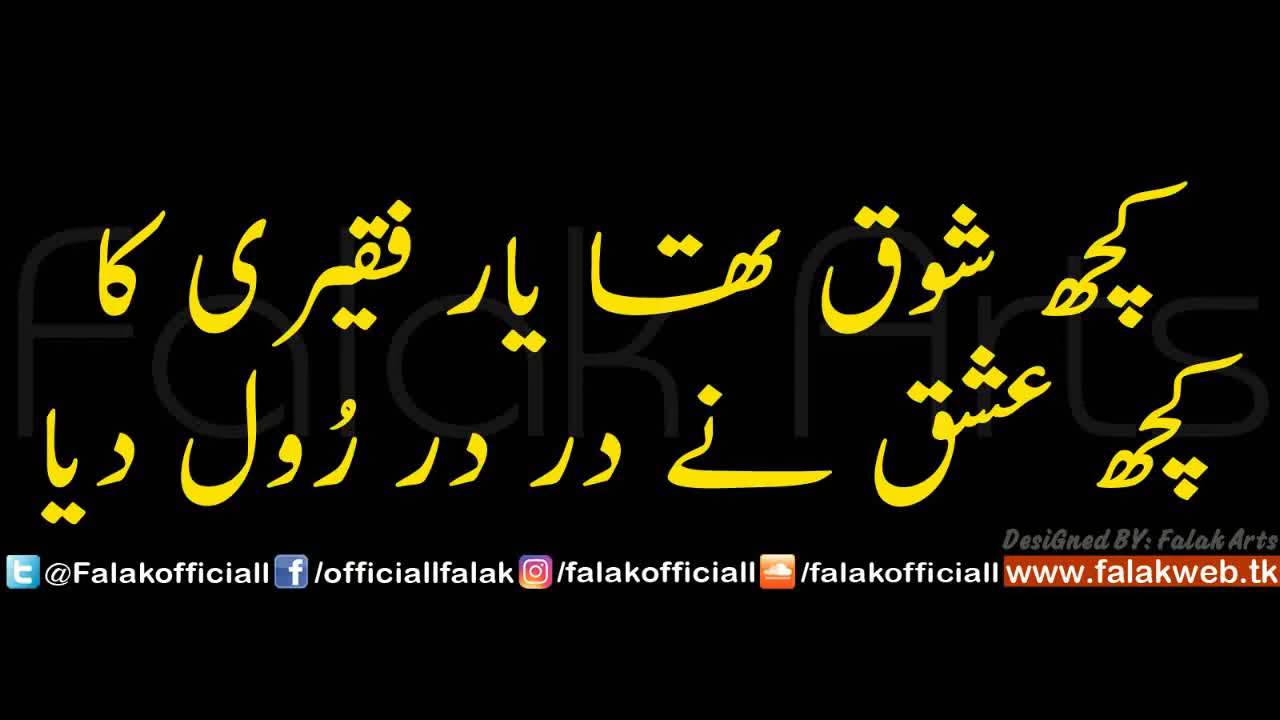 کچھ شوق تھا یار فقیری کا
کچھ عشق نے در در رُول دیا
Falak Arts
DesiGned BY: Falak Arts
@Falakofficiall /officiallfalak /falakofficiall /falakofficiall www.falakweb.tk